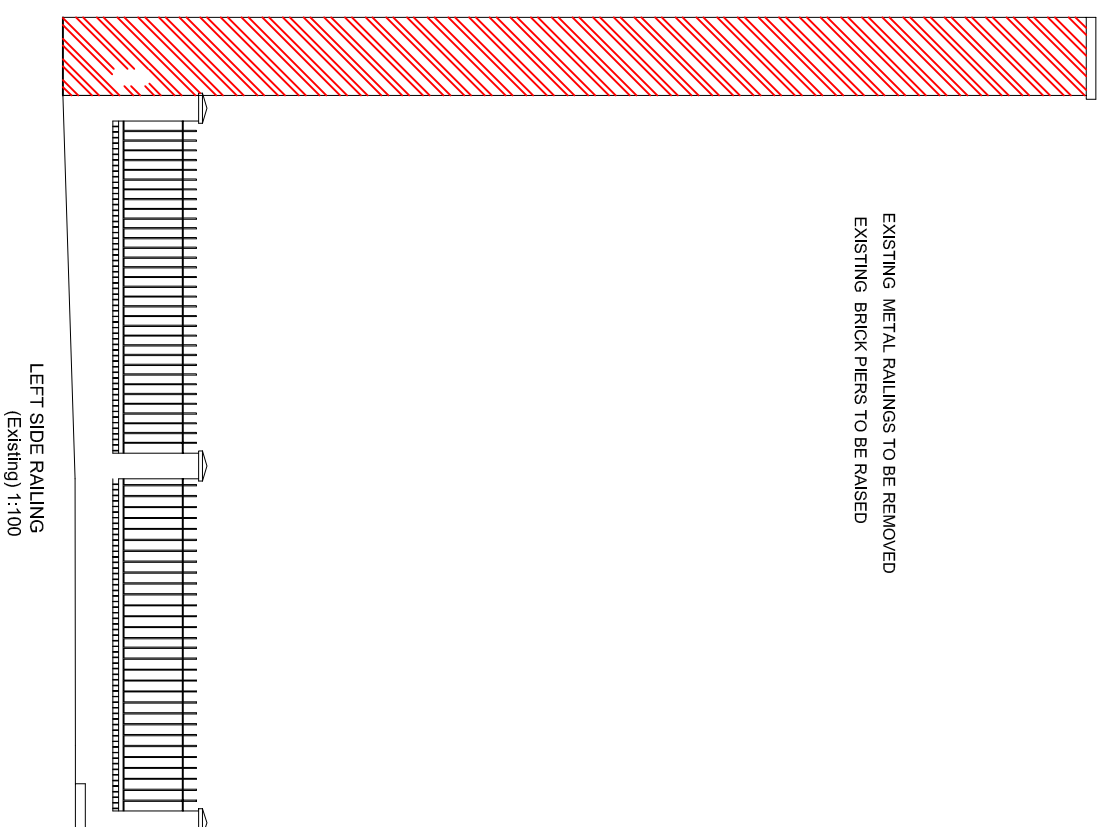 EXISTING METAL RAILINGS TO BE REMOVED
EXISTING BRICK PIERS TO BE RAISED
LEFT SIDE RAILING
(Existing) 1:100